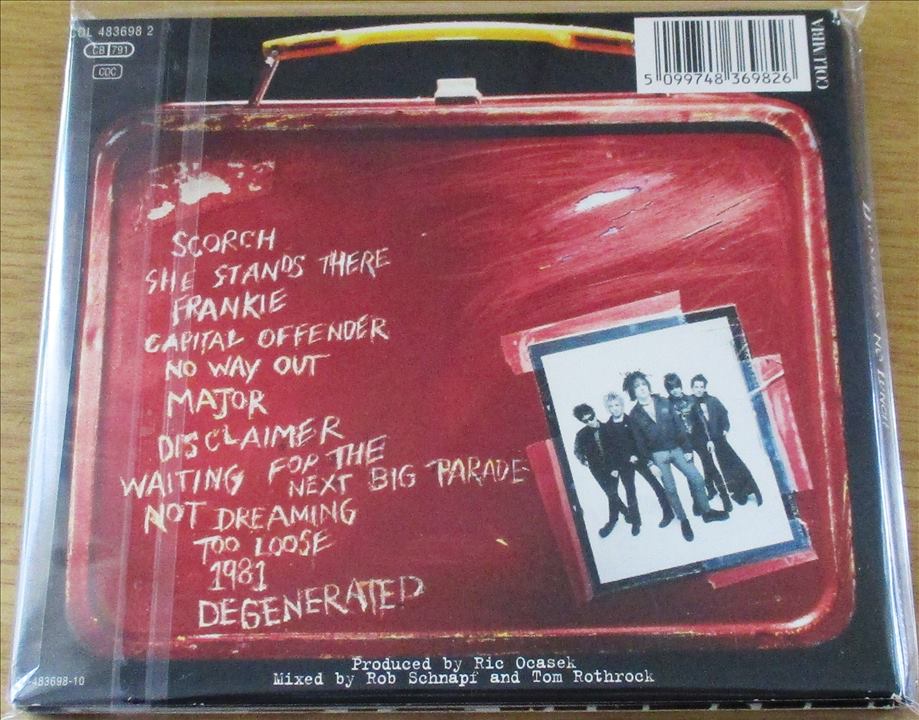 COL 483698 2
CB 791
CDC
5 099748 369826
COLUMBIA
SCORCH
SHE STANDS THERE
FRANKIE
CAPITAL OFFENDER
NO WAY OUT
MAJOR
DISCLAIMER
WAITING FOR THE
NEXT BIG PARADE
NOT DREAMING
TOO LOOSE
1981
DEGENERATED
Produced by Ric Ocasek
Mixed by Rob Schnapf and Tom Rothrock
-483698-10